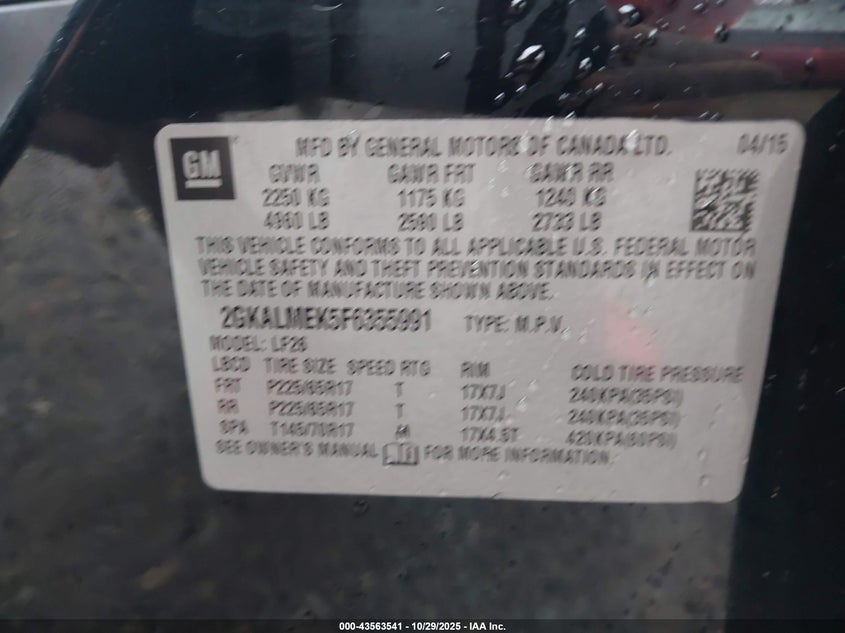 GM
MFD BY GENERAL MOTORS OF CANADA LTD. 04/15
GVWR GAWR FRT GAWR RR
2250 KG 1175 KG 1240 KG
4960 LB 2590 LB 2733 LB
THIS VEHICLE CONFORMS TO ALL APPLICABLE U.S. FEDERAL MOTOR
VEHICLE SAFETY AND THEFT PREVENTION STANDARDS IN EFFECT ON
THE DATE OF MANUFACTURE SHOWN ABOVE.
2GKALMEK5F6355991 TYPE: M.P.V.
MODEL: LF26
LBCD TIRE SIZE SPEED RTG RIM COLD TIRE PRESSURE
FRT P225/65R17 T 17X7J 240KPA(35PSI)
RR P225/65R17 T 17X7J 240KPA(35PSI)
SPA T145/70R17 M 17X4.5T 420KPA(60PSI)
SEE OWNER'S MANUAL FOR MORE INFORMATION.
000-43563541 - 10/29/2025 - IAA Inc.